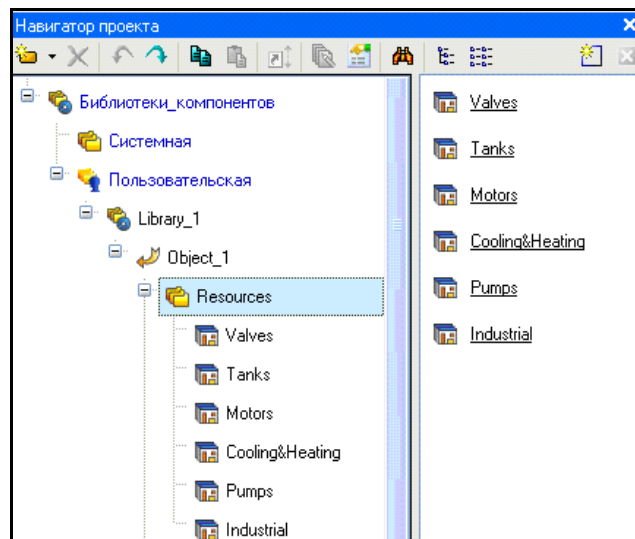 Навигатор проекта
Библиотеки_компонентов
Системная
Пользовательская
Library_1
Object_1
Resources
Valves
Tanks
Motors
Cooling&Heating
Pumps
Industrial
Valves
Tanks
Motors
Cooling&Heating
Pumps
Industrial